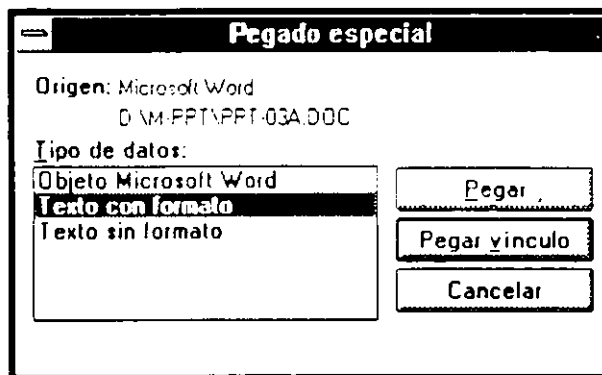 Pegado especial
Origen: Microsoft Word
D:\M-PPT\PPT-03A.DOC
Tipo de datos:
Objeto Microsoft Word
Texto con formato
Texto sin formato
Pegar
Pegar vinculo
Cancelar